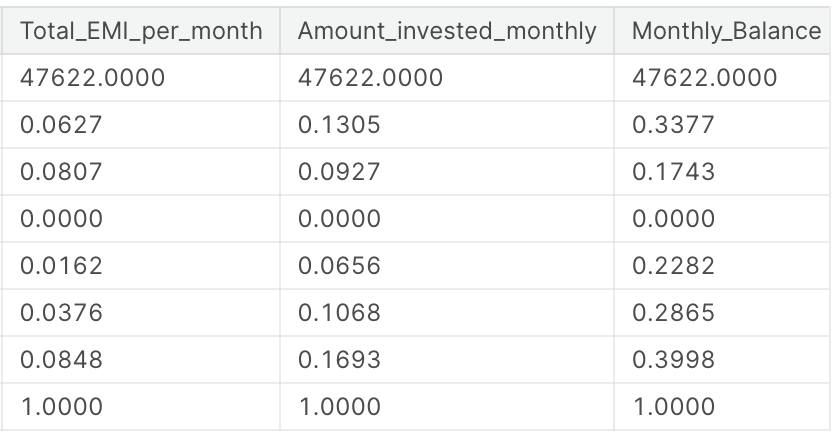 Total_EMI_per_month Amount_invested_monthly Monthly_Balance
47622.0000 47622.0000 47622.0000
0.0627 0.1305 0.3377
0.0807 0.0927 0.1743
0.0000 0.0000 0.0000
0.0162 0.0656 0.2282
0.0376 0.1068 0.2865
0.0848 0.1693 0.3998
1.0000 1.0000 1.0000